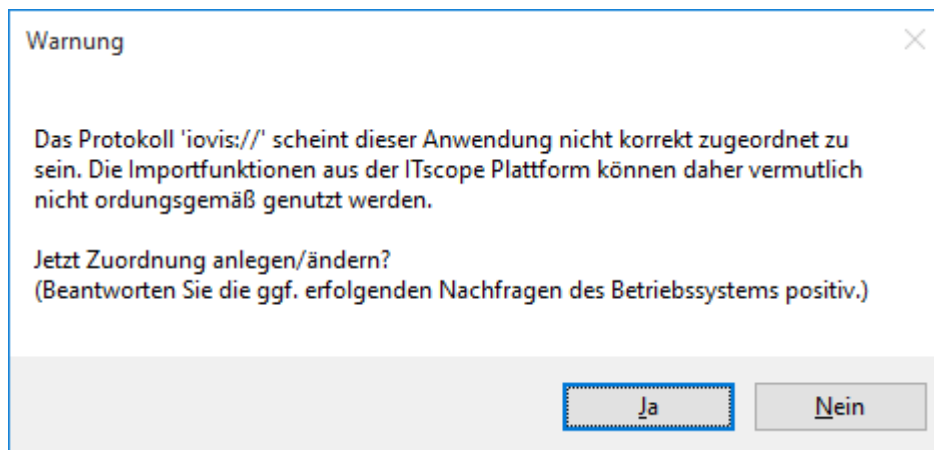 Warnung
Das Protokoll 'iovis://' scheint dieser Anwendung nicht korrekt zugeordnet zu
sein. Die Importfunktionen aus der ITscope Plattform können daher vermutlich
nicht ordungsgemäß genutzt werden.
Jetzt Zuordnung anlegen/ändern?
(Beantworten Sie die ggf. erfolgenden Nachfragen des Betriebssystems positiv.)
Ja
Nein